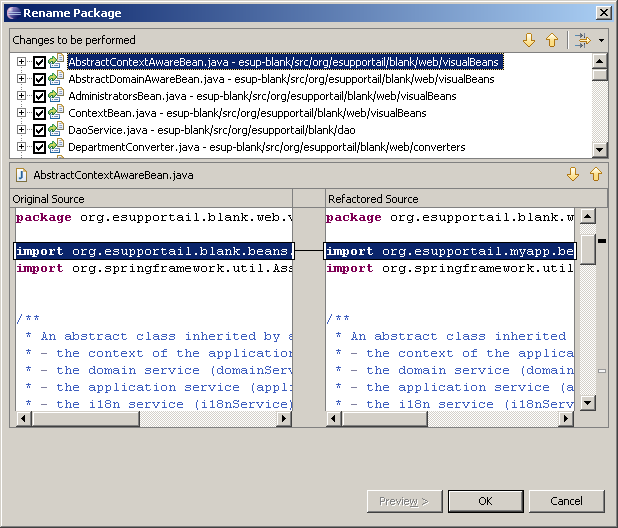 Rename Package
Changes to be performed
AbstractContextAwareBean.java - esup-blank/src/org/esupportail/blank/web/visualBeans
AbstractDomainAwareBean.java - esup-blank/src/org/esupportail/blank/web/visualBeans
AdministratorsBean.java - esup-blank/src/org/esupportail/blank/web/visualBeans
ContextBean.java - esup-blank/src/org/esupportail/blank/web/visualBeans
DaoService.java - esup-blank/src/org/esupportail/blank/dao
DepartmentConverter.java - esup-blank/src/org/esupportail/blank/web/converters
AbstractContextAwareBean.java
Original Source
package org.esupportail.blank.web.v
import org.esupportail.blank.beans.
import org.springframework.util.Ass
/**
* An abstract class inherited by a
* - the context of the application
* - the domain service (domainServ
* - the application service (appli
* - the i18n service (i18nService)
Refactored Source
package org.esupportail.blank.w
import org.esupportail.myapp.be
import org.springframework.util
/**
* An abstract class inherited
* - the context of the applica
* - the domain service (domain
* - the application service (a
* - the i18n service (i18nServ
Preview >
OK
Cancel